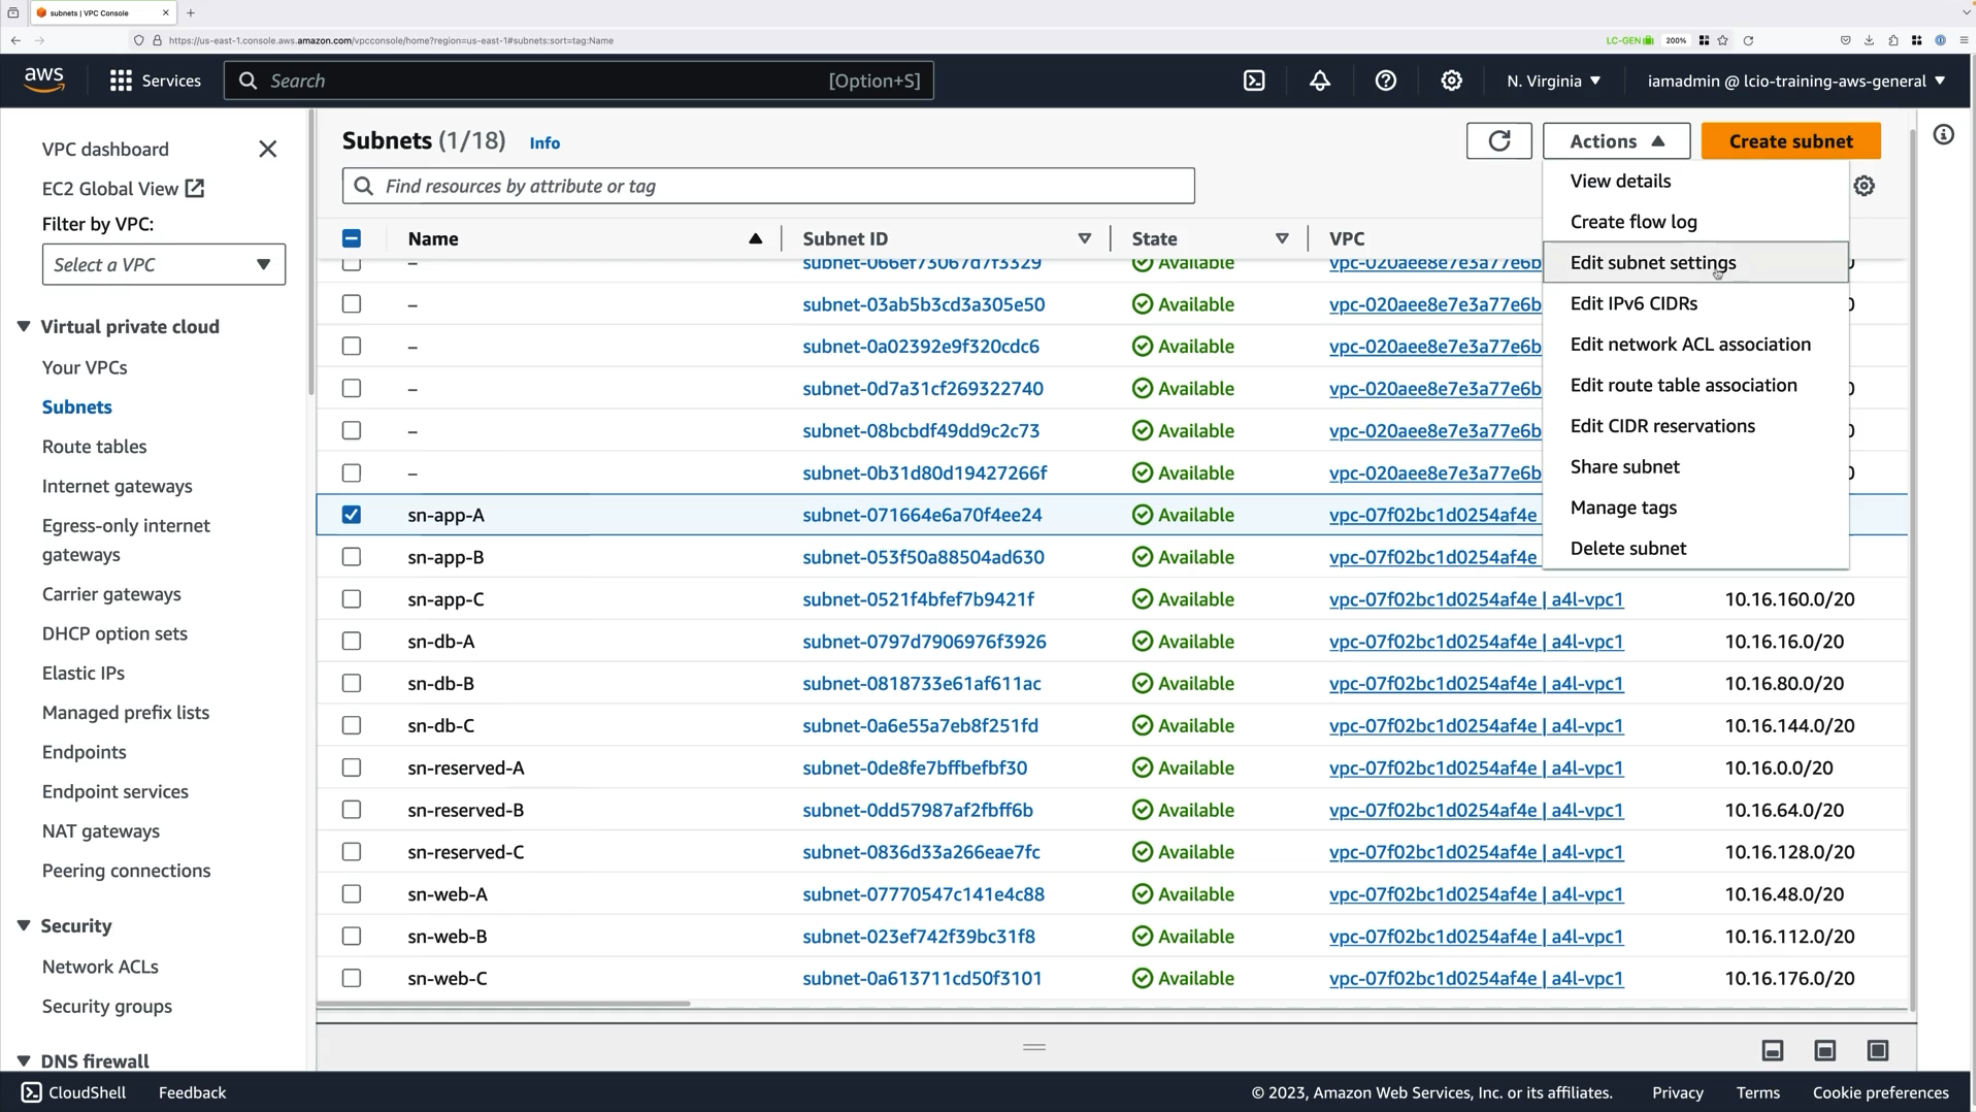 subnets | VPC Console
https://us-east-1.console.aws.amazon.com/vpcconsole/home?region=us-east-1#subnets:sort=tag:Name
LC-GEN
200%
aws
Services
Search
[Option+S]
N. Virginia
iamadmin @ lcio-training-aws-general
VPC dashboard
EC2 Global View
Filter by VPC:
Select a VPC
Virtual private cloud
Your VPCs
Subnets
Route tables
Internet gateways
Egress-only internet
gateways
Carrier gateways
DHCP option sets
Elastic IPs
Managed prefix lists
Endpoints
Endpoint services
NAT gateways
Peering connections
Security
Network ACLs
Security groups
DNS firewall
Subnets (1/18) Info
Actions
Create subnet
Find resources by attribute or tag
View details
Create flow log
Edit subnet settings
Edit IPv6 CIDRs
Edit network ACL association
Edit route table association
Edit CIDR reservations
Share subnet
Manage tags
Delete subnet
Name Subnet ID State VPC
– subnet-066ef73067d7f3329 Available vpc-020aee8e7e3a77e6b
– subnet-03ab5b3cd3a305e50 Available vpc-020aee8e7e3a77e6b
– subnet-0a02392e9f320cdc6 Available vpc-020aee8e7e3a77e6b
– subnet-0d7a31cf269322740 Available vpc-020aee8e7e3a77e6b
– subnet-08bcbdf49dd9c2c73 Available vpc-020aee8e7e3a77e6b
– subnet-0b31d80d19427266f Available vpc-020aee8e7e3a77e6b
sn-app-A subnet-071664e6a70f4ee24 Available vpc-07f02bc1d0254af4e
sn-app-B subnet-053f50a88504ad630 Available vpc-07f02bc1d0254af4e
sn-app-C subnet-0521f4bfef7b9421f Available vpc-07f02bc1d0254af4e | a4l-vpc1 10.16.160.0/20
sn-db-A subnet-0797d7906976f3926 Available vpc-07f02bc1d0254af4e | a4l-vpc1 10.16.16.0/20
sn-db-B subnet-0818733e61af611ac Available vpc-07f02bc1d0254af4e | a4l-vpc1 10.16.80.0/20
sn-db-C subnet-0a6e55a7eb8f251fd Available vpc-07f02bc1d0254af4e | a4l-vpc1 10.16.144.0/20
sn-reserved-A subnet-0de8fe7bffbefbf30 Available vpc-07f02bc1d0254af4e | a4l-vpc1 10.16.0.0/20
sn-reserved-B subnet-0dd57987af2fbff6b Available vpc-07f02bc1d0254af4e | a4l-vpc1 10.16.64.0/20
sn-reserved-C subnet-0836d33a266eae7fc Available vpc-07f02bc1d0254af4e | a4l-vpc1 10.16.128.0/20
sn-web-A subnet-07770547c141e4c88 Available vpc-07f02bc1d0254af4e | a4l-vpc1 10.16.48.0/20
sn-web-B subnet-023ef742f39bc31f8 Available vpc-07f02bc1d0254af4e | a4l-vpc1 10.16.112.0/20
sn-web-C subnet-0a613711cd50f3101 Available vpc-07f02bc1d0254af4e | a4l-vpc1 10.16.176.0/20
CloudShell Feedback © 2023, Amazon Web Services, Inc. or its affiliates. Privacy Terms Cookie preferences